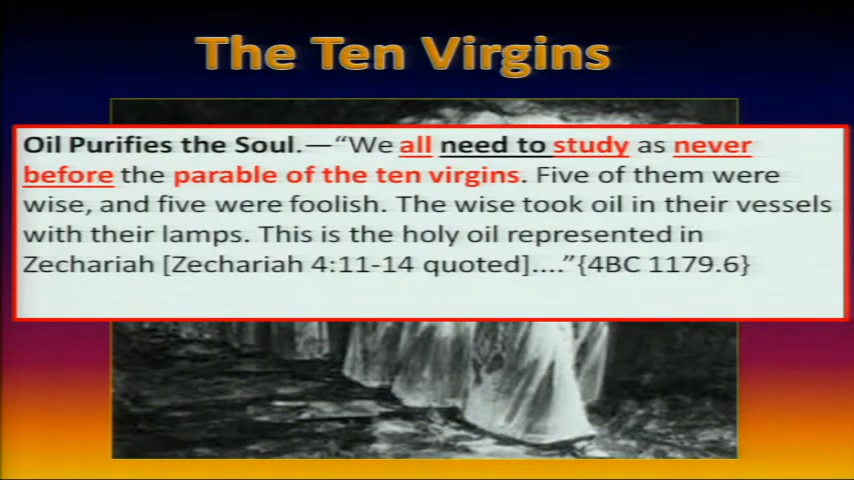 The Ten Virgins
Oil Purifies the Soul.—“We all need to study as never
before the parable of the ten virgins. Five of them were
wise, and five were foolish. The wise took oil in their vessels
with their lamps. This is the holy oil represented in
Zechariah [Zechariah 4:11-14 quoted]....”{4BC 1179.6}